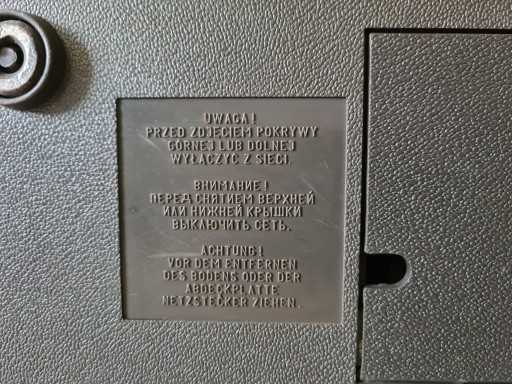 UWAGA!
PRZED ZDJĘCIEM POKRYWY
GÓRNEJ LUB DOLNEJ
WYŁĄCZYĆ Z SIECI.
ВНИМАНИЕ!
ПЕРЕД СНЯТИЕМ ВЕРХНЕЙ
ИЛИ НИЖНЕЙ КРЫШКИ
ВЫКЛЮЧИТЬ СЕТЬ.
ACHTUNG!
VOR DEM ENTFERNEN
DES BODENS ODER DER
ABDECKPLATTE
NETZSTECKER ZIEHEN.